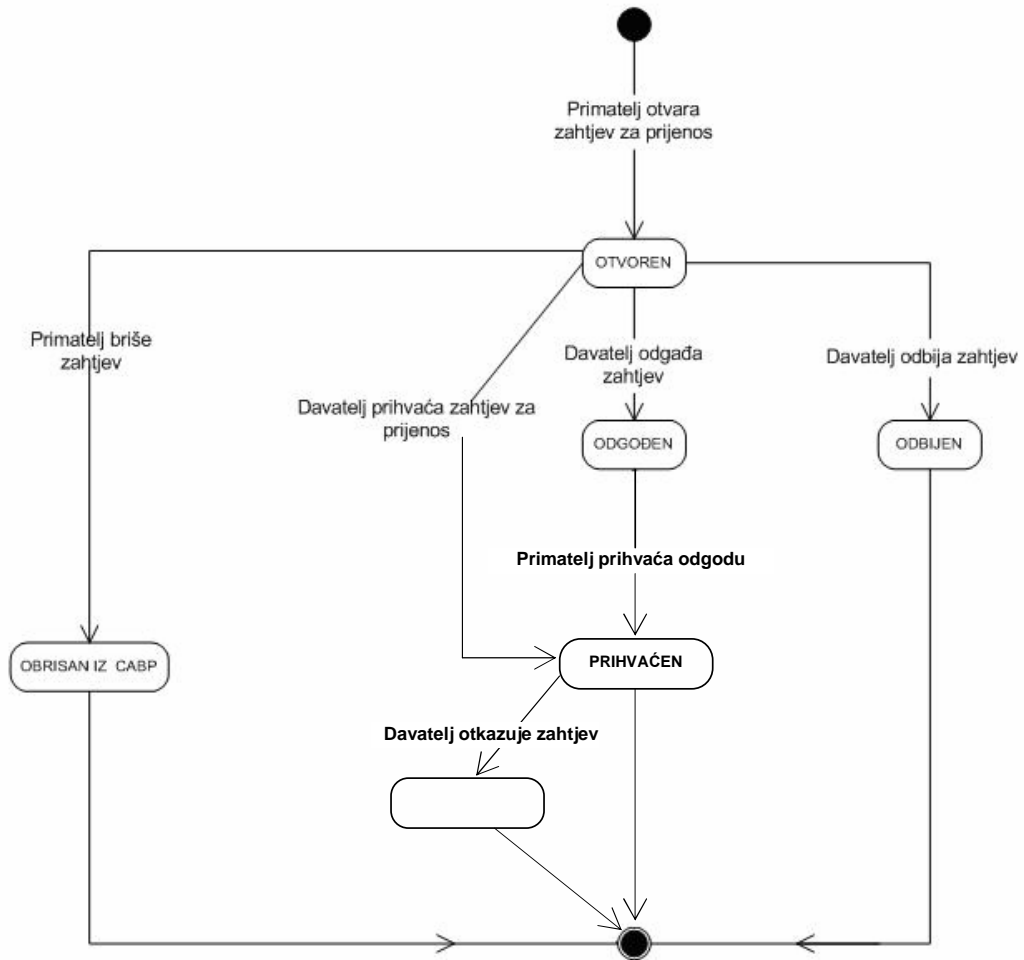 Primatelj otvara
zahtjev za prijenos
OTVOREN
Primatelj briše
zahtjev
Davatelj odgađa
zahtjev
Davatelj odbija zahtjev
Davatelj prihvaća zahtjev za
prijenos
ODGOĐEN
ODBIJEN
Primatelj prihvaća odgodu
OBRISAN IZ CABP
PRIHVAĆEN
Davatelj otkazuje zahtjev